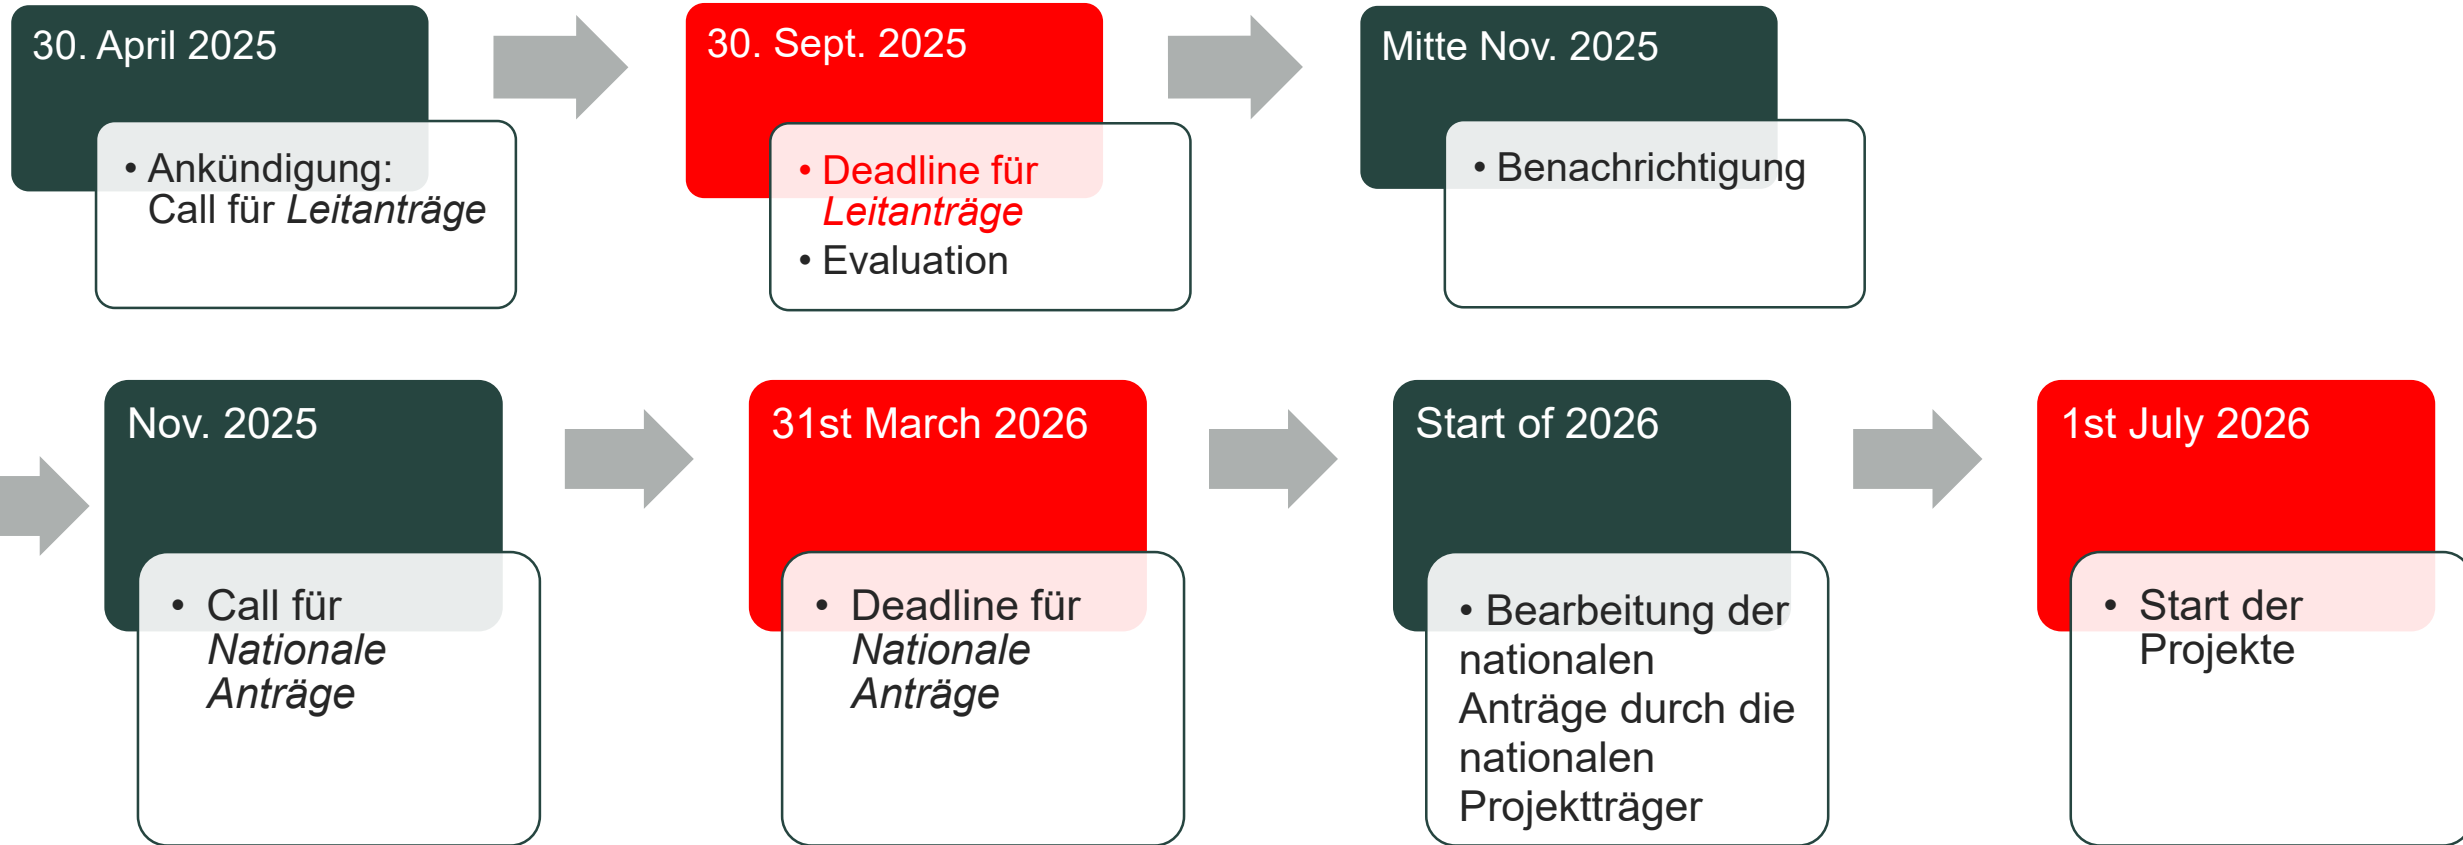 30. April 2025
• Ankündigung:
Call für Leitanträge
30. Sept. 2025
• Deadline für
Leitanträge
• Evaluation
Mitte Nov. 2025
• Benachrichtigung
Nov. 2025
• Call für
Nationale
Anträge
31st March 2026
• Deadline für
Nationale
Anträge
Start of 2026
• Bearbeitung der
nationalen
Anträge durch die
nationalen
Projektträger
1st July 2026
• Start der
Projekte